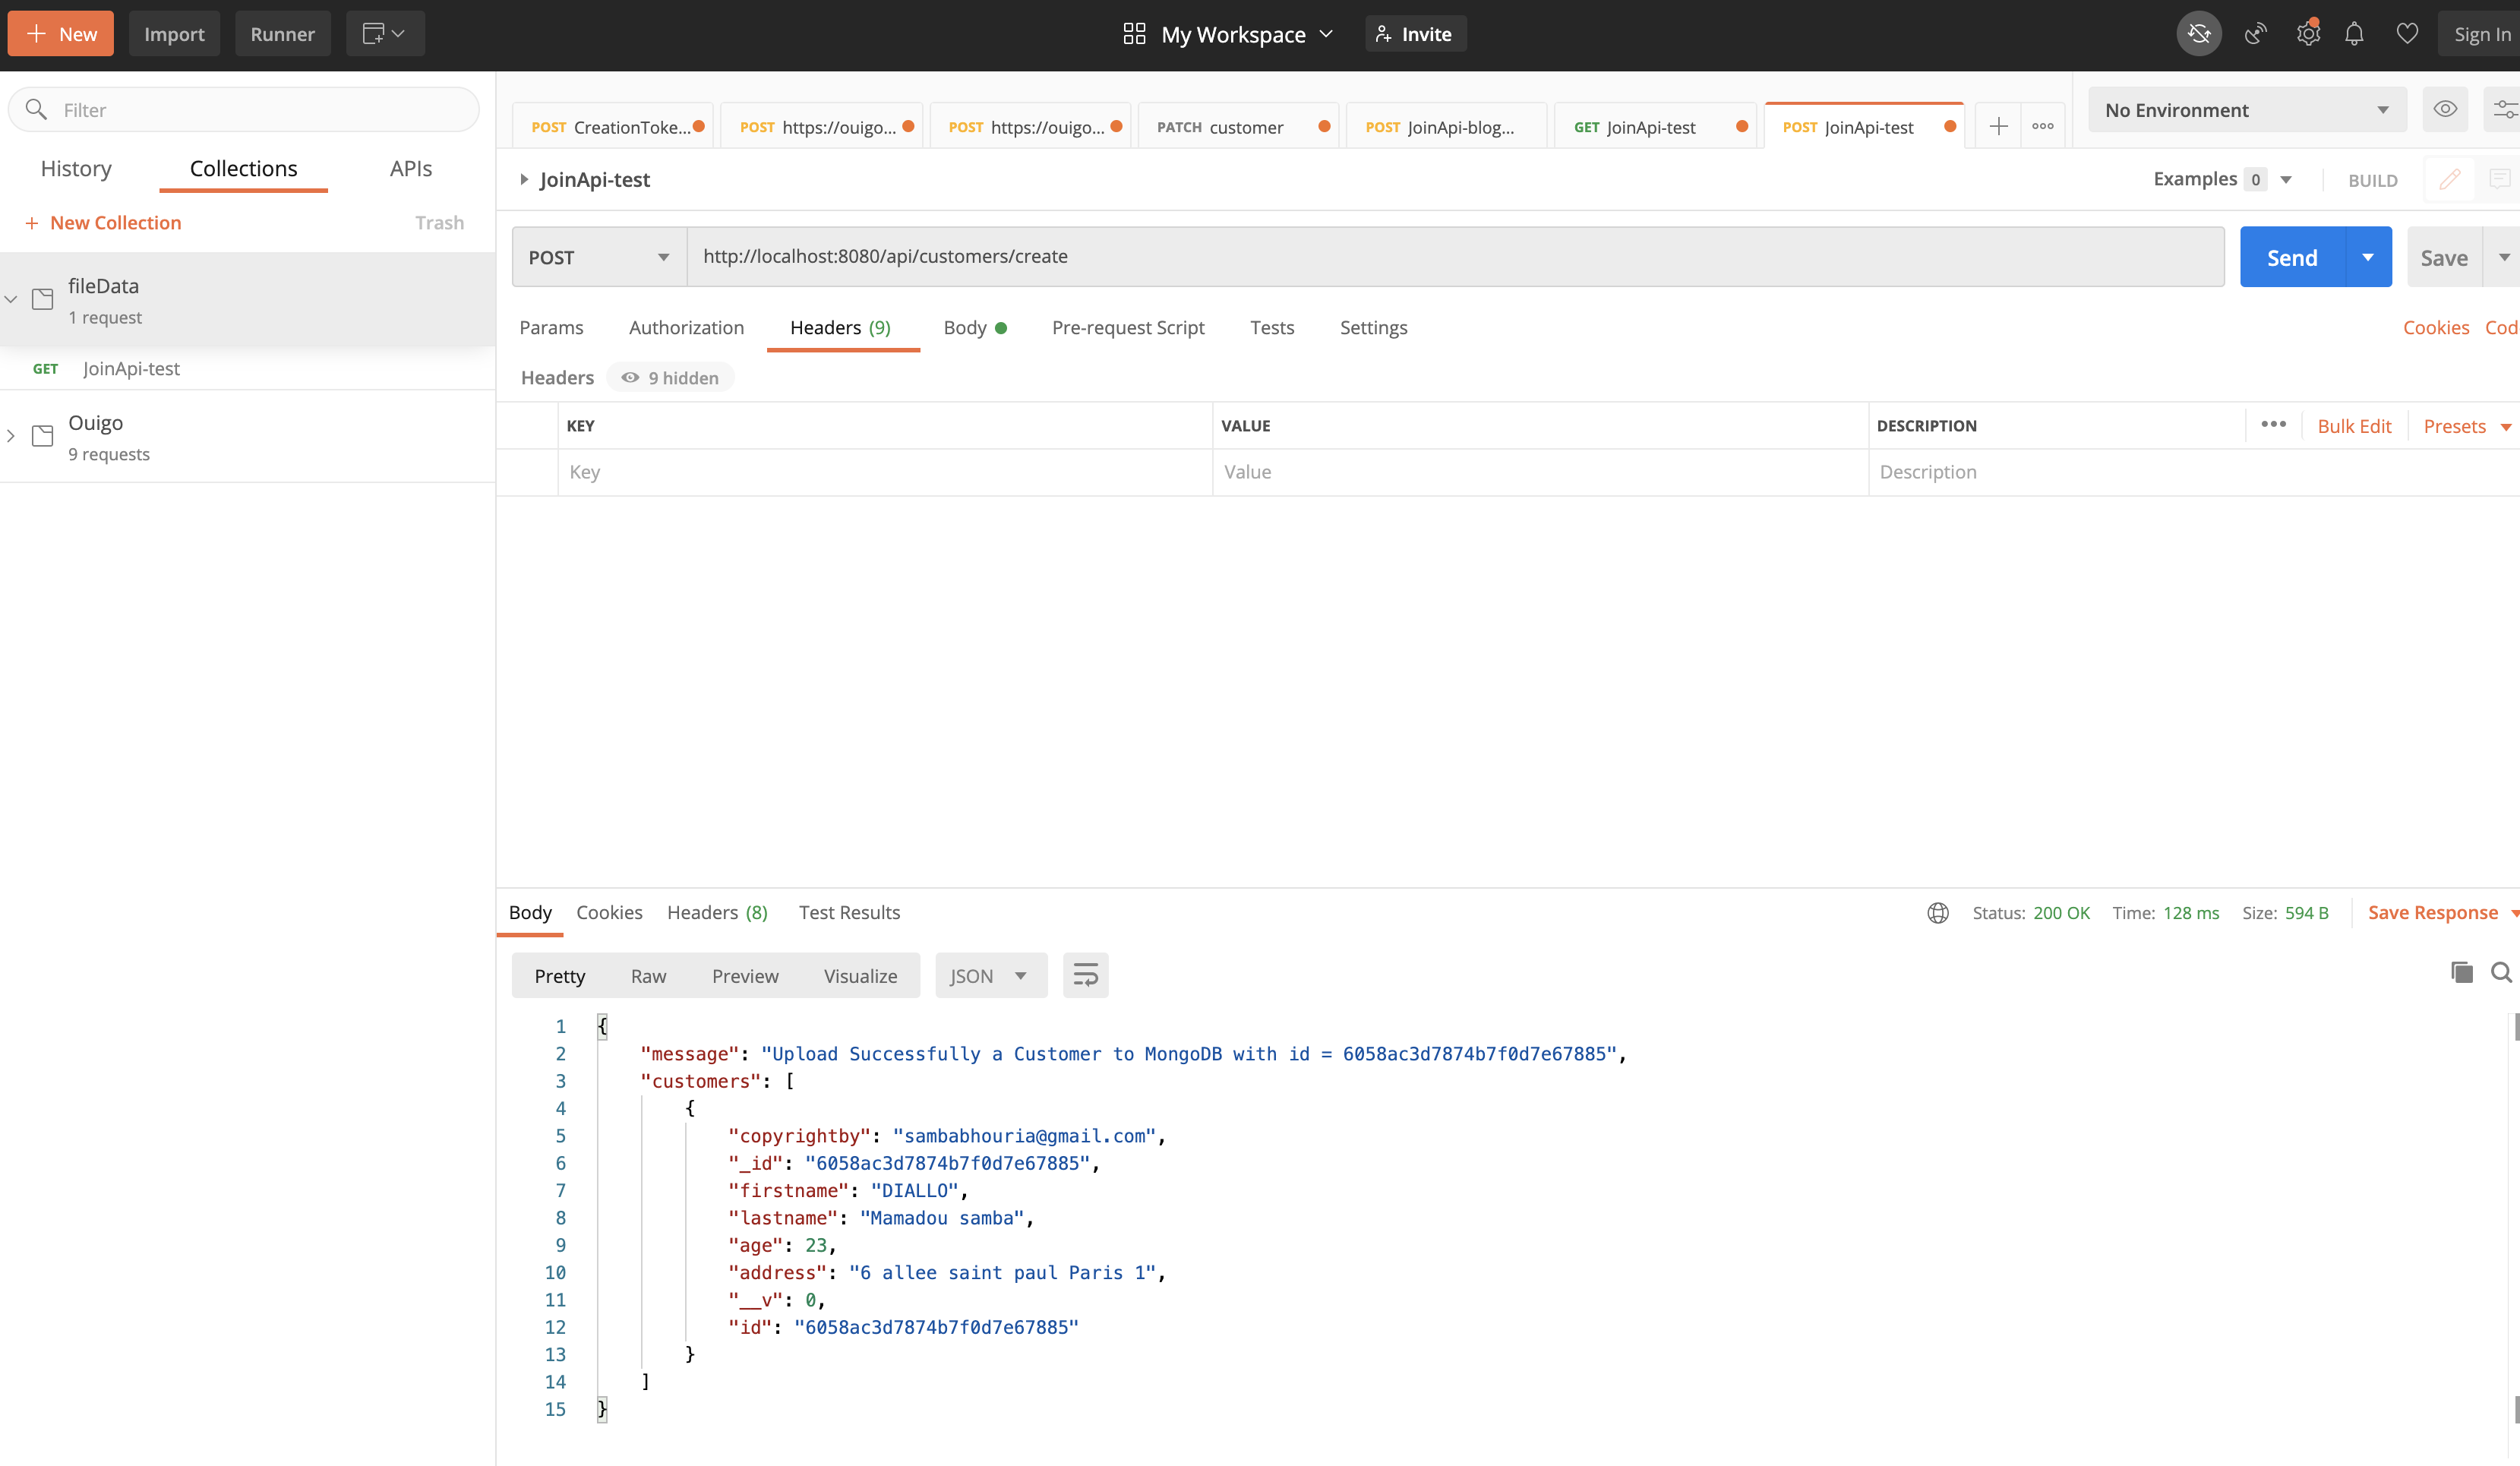 New Import Runner My Workspace Invite Sign In
Filter
History Collections APIs
+ New Collection Trash
fileData
1 request
GET JoinApi-test
Ouigo
9 requests
POST CreationToke... POST https://ouigo... POST https://ouigo... PATCH customer POST JoinApi-blog... GET JoinApi-test POST JoinApi-test No Environment
JoinApi-test Examples 0 BUILD
POST http://localhost:8080/api/customers/create Send Save
Params Authorization Headers (9) Body Pre-request Script Tests Settings Cookies Cod
Headers 9 hidden
KEY VALUE DESCRIPTION ••• Bulk Edit Presets
Key Value Description
Body Cookies Headers (8) Test Results Status: 200 OK Time: 128 ms Size: 594 B Save Response
Pretty Raw Preview Visualize JSON
1 {
2 "message": "Upload Successfully a Customer to MongoDB with id = 6058ac3d7874b7f0d7e67885",
3 "customers": [
4 {
5 "copyrightby": "sambabhouria@gmail.com",
6 "_id": "6058ac3d7874b7f0d7e67885",
7 "firstname": "DIALLO",
8 "lastname": "Mamadou samba",
9 "age": 23,
10 "address": "6 allee saint paul Paris 1",
11 "__v": 0,
12 "id": "6058ac3d7874b7f0d7e67885"
13 }
14 ]
15 }